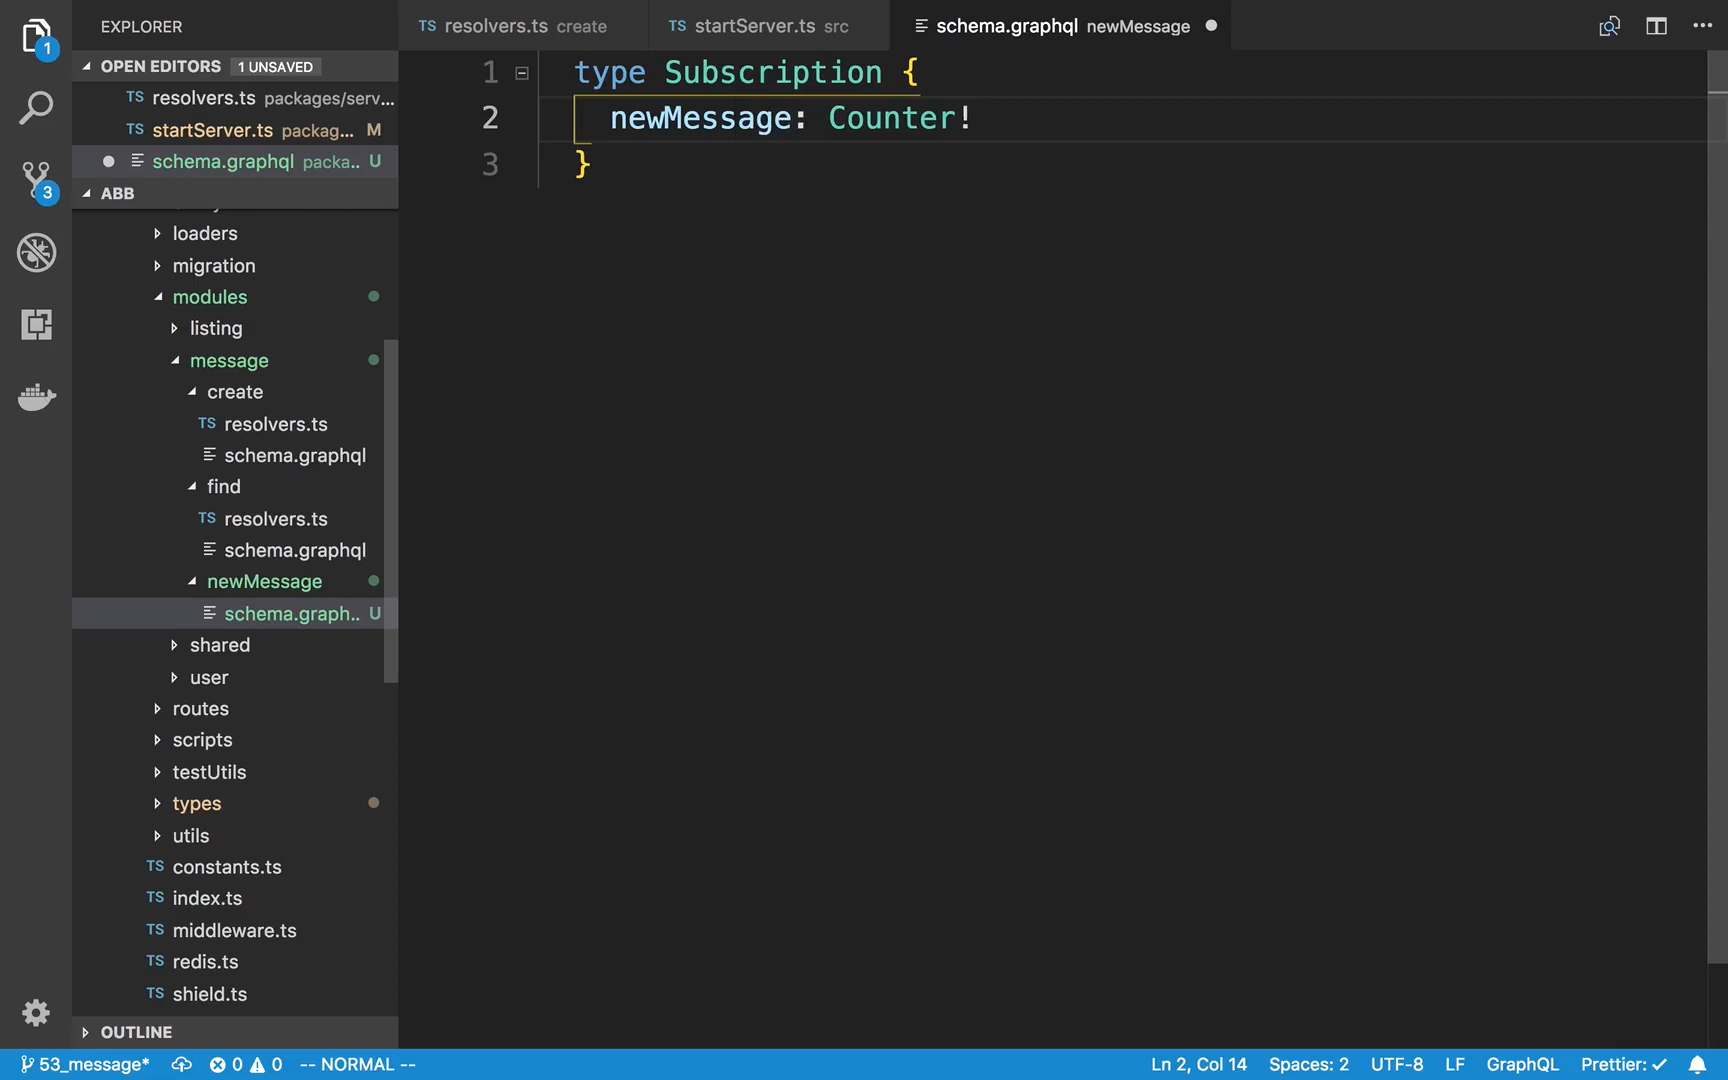 EXPLORER
TS resolvers.ts create
TS startServer.ts src
schema.graphql newMessage
1
OPEN EDITORS 1 UNSAVED
TS resolvers.ts packages/serv...
TS startServer.ts packag... M
schema.graphql packa.. U
ABB
loaders
migration
modules
listing
message
create
TS resolvers.ts
schema.graphql
find
TS resolvers.ts
schema.graphql
newMessage
schema.graph.. U
shared
user
routes
scripts
testUtils
types
utils
TS constants.ts
TS index.ts
TS middleware.ts
TS redis.ts
TS shield.ts
OUTLINE
3
1 type Subscription {
2 newMessage: Counter!
3 }
53_message* 0 0 -- NORMAL -- Ln 2, Col 14 Spaces: 2 UTF-8 LF GraphQL Prettier: ✓